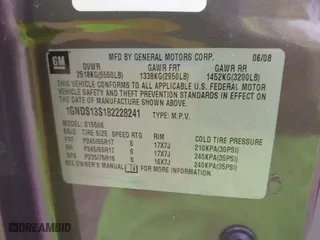 GM
MFD BY GENERAL MOTORS CORP. 06/08
GVWR GAWR FRT GAWR RR
2518KG(5550LB) 1338KG(2950LB) 1452KG(3200LB)
THIS VEHICLE CONFORMS TO ALL APPLICABLE U.S. FEDERAL MOTOR
VEHICLE SAFETY AND THEFT PREVENTION STANDARDS IN EFFECT ON
THE DATE OF MANUFACTURE SHOWN ABOVE.
1GNDS13S182228241 TYPE: M.P.V.
MODEL: S15506
TIRE SIZE SPEED RTG RIM COLD TIRE PRESSURE
FRT P245/65R17 S 17X7J 210KPA(30PSI)
RR P245/65R17 S 17X7J 240KPA(35PSI)
SPA P235/75R16 S 16X7J 240KPA(35PSI)
SEE OWNER'S MANUAL FOR ADDITIONAL INFORMATION.
DREAMBID